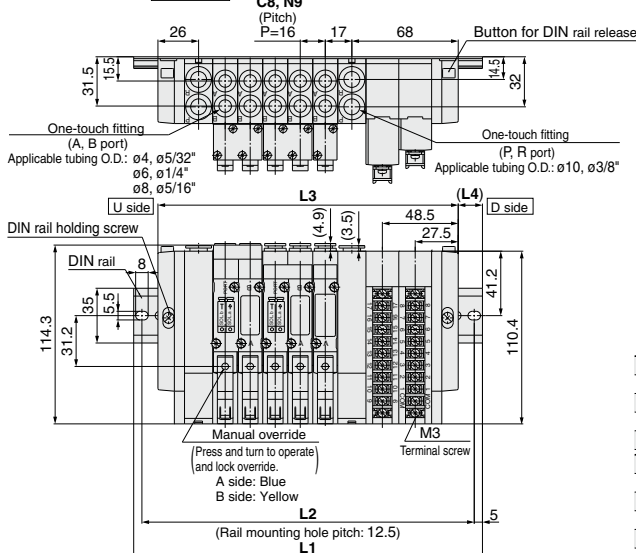 C8, N9
(Pitch)
26
P=16
17
68
Button for DIN rail release
31.5
15.5
14.5
32
One-touch fitting
(A, B port)
Applicable tubing O.D.: ø4, ø5/32"
ø6, ø1/4"
ø8, ø5/16"
One-touch fitting
(P, R port)
Applicable tubing O.D.: ø10, ø3/8"
U side
L3
(L4)
D side
DIN rail holding screw
(4.9)
(3.5)
48.5
27.5
DIN rail
8
35
5.5
31.2
114.3
41.2
110.4
Manual override
(Press and turn to operate
and lock override.)
A side: Blue
B side: Yellow
M3
Terminal screw
L2
5
(Rail mounting hole pitch: 12.5)
L1